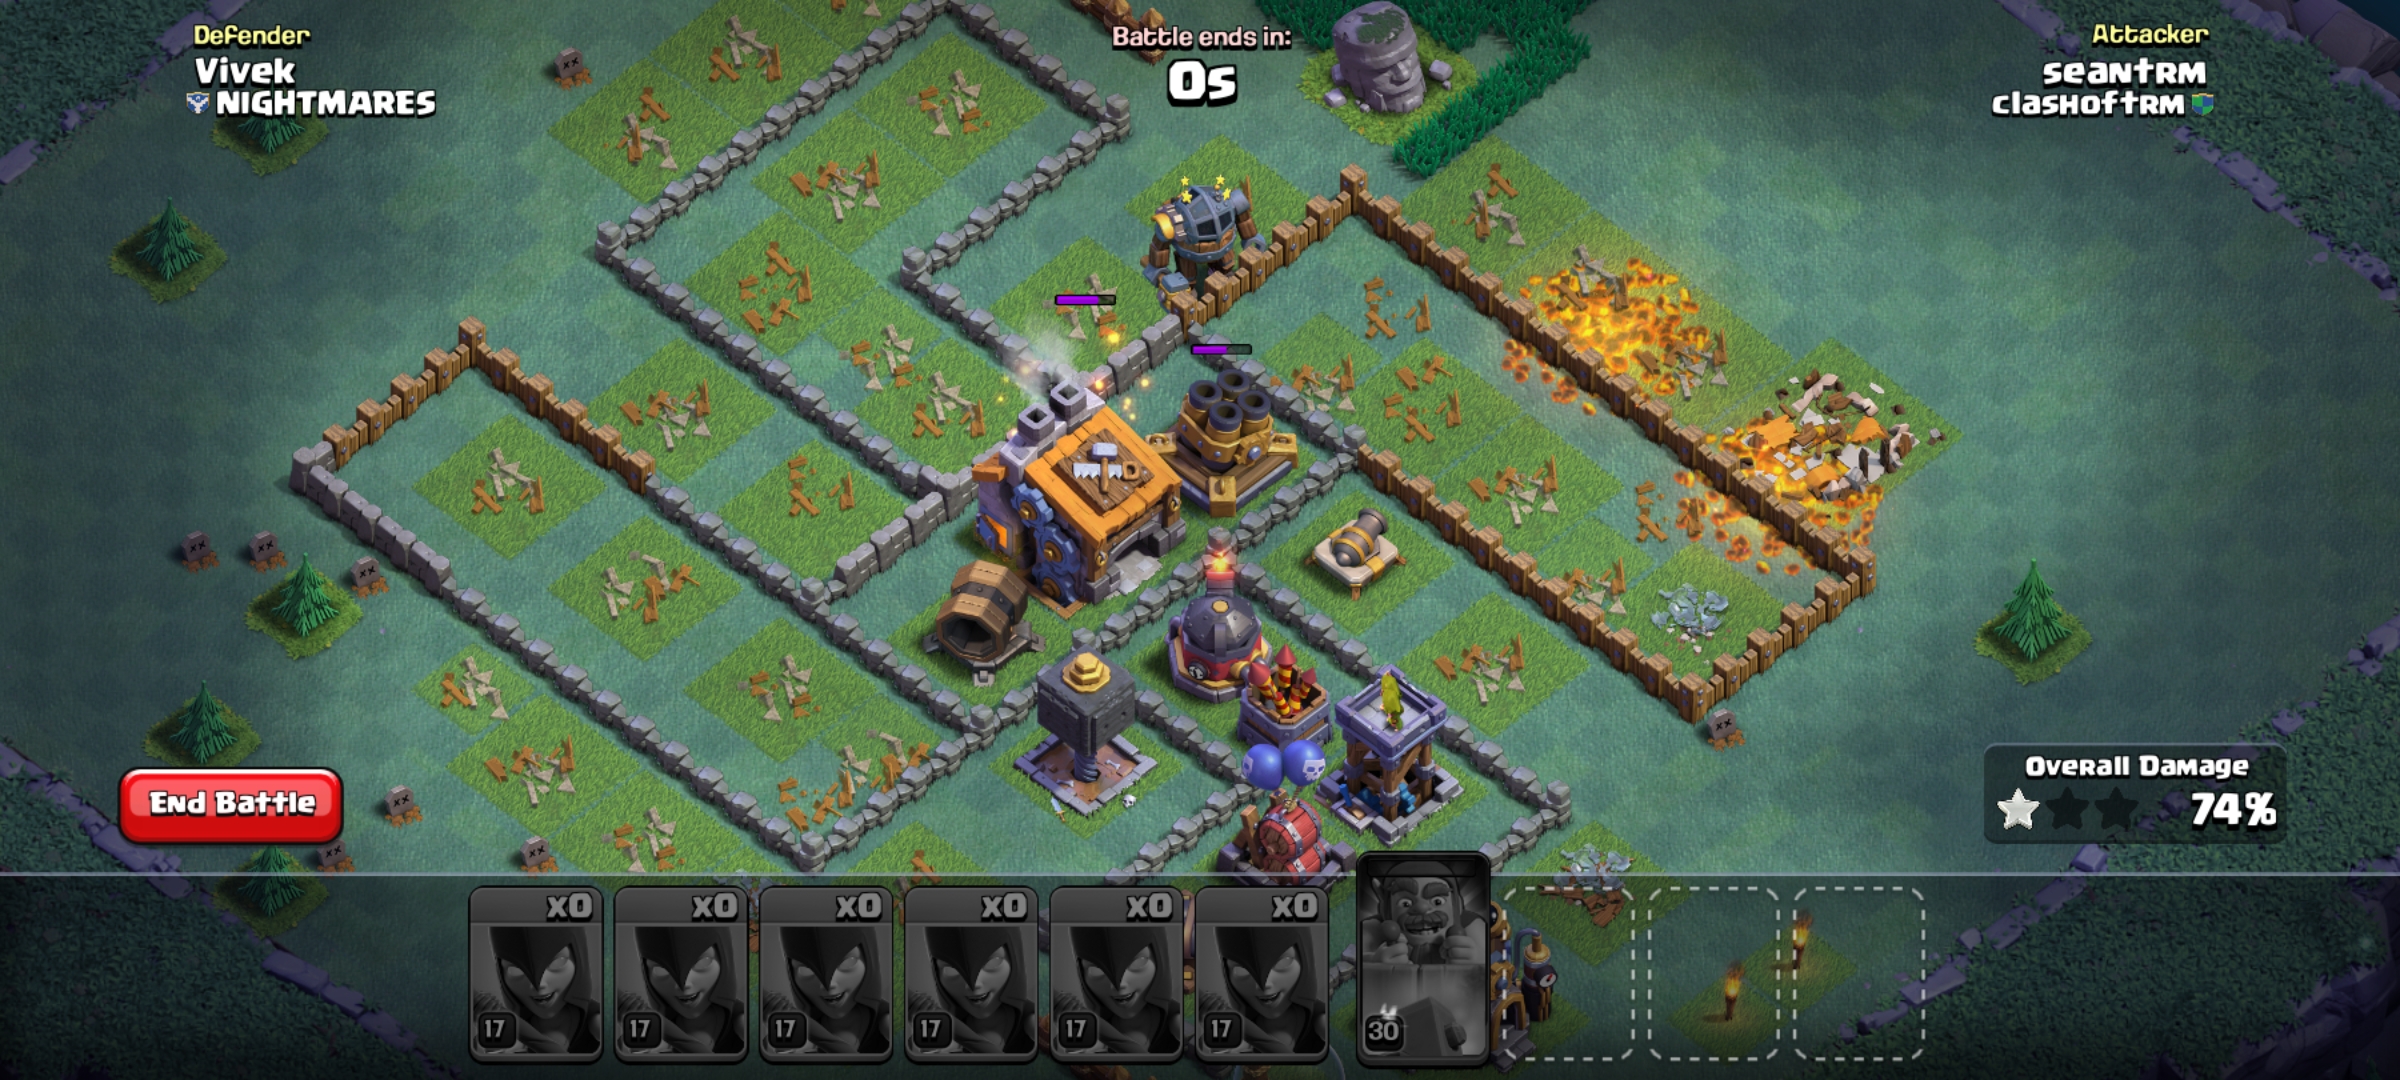 Defender
Vivek
NIGHTMARES
Battle ends in:
0s
Attacker
seantRM
clashoftRM
End Battle
Overall Damage
74%
x0
x0
x0
x0
x0
x0
17
17
17
17
17
17
30